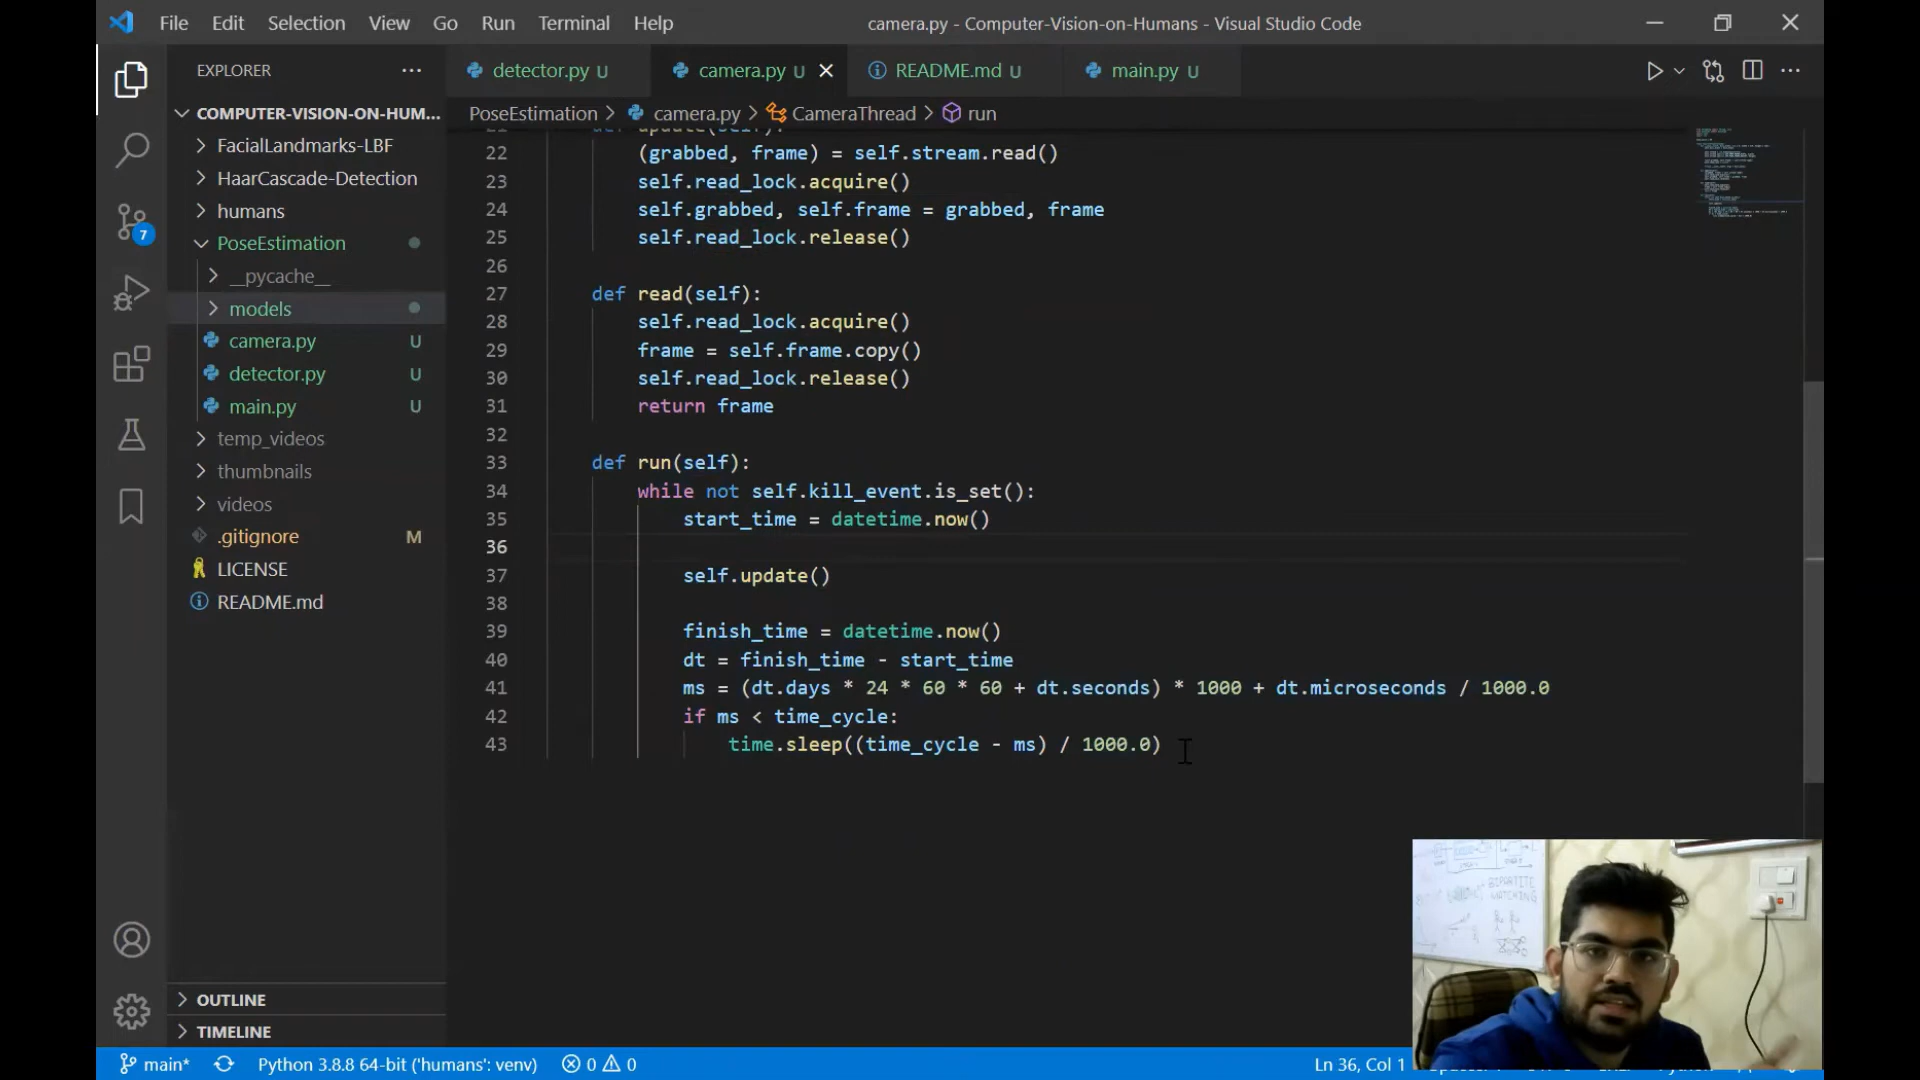 File Edit Selection View Go Run Terminal Help camera.py - Computer-Vision-on-Humans - Visual Studio Code
EXPLORER
detector.py U camera.py U README.md U main.py U
COMPUTER-VISION-ON-HUM...
PoseEstimation > camera.py > CameraThread > run
FacialLandmarks-LBF
HaarCascade-Detection
humans
PoseEstimation
__pycache__
models
camera.py U
detector.py U
main.py U
temp_videos
thumbnails
videos
.gitignore M
LICENSE
README.md
OUTLINE
TIMELINE
7
21 def update(self):
22 (grabbed, frame) = self.stream.read()
23 self.read_lock.acquire()
24 self.grabbed, self.frame = grabbed, frame
25 self.read_lock.release()
26
27 def read(self):
28 self.read_lock.acquire()
29 frame = self.frame.copy()
30 self.read_lock.release()
31 return frame
32
33 def run(self):
34 while not self.kill_event.is_set():
35 start_time = datetime.now()
36
37 self.update()
38
39 finish_time = datetime.now()
40 dt = finish_time - start_time
41 ms = (dt.days * 24 * 60 * 60 + dt.seconds) * 1000 + dt.microseconds / 1000.0
42 if ms < time_cycle:
43 time.sleep((time_cycle - ms) / 1000.0)
BIPARTITE
MATCHING
main* Python 3.8.8 64-bit ('humans': venv) 0 0 Ln 36, Col 1